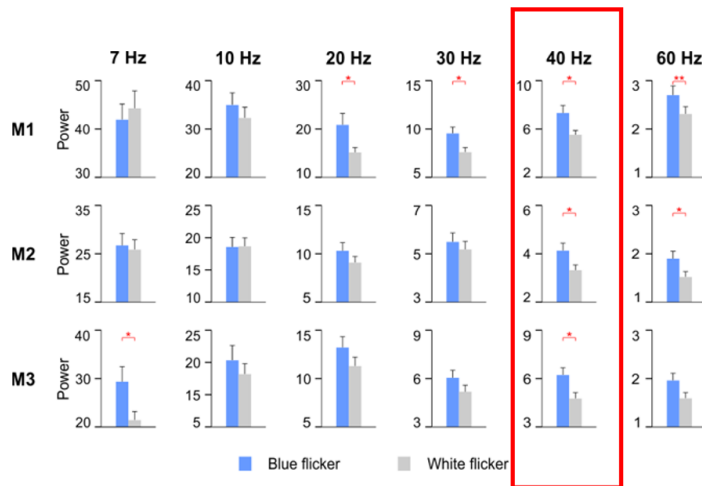 7 Hz 10 Hz 20 Hz 30 Hz 40 Hz 60 Hz
M1 Power 50 40 30 40 30 20 30 * 20 10 15 * 10 5 10 * 6 2 3 ** 2 1
M2 Power 35 25 15 25 20 15 10 15 10 5 7 5 3 6 * 4 2 3 * 2 1
M3 Power 40 * 30 20 25 20 15 5 15 10 5 9 6 3 9 * 6 3 3 2 1
Blue flicker White flicker